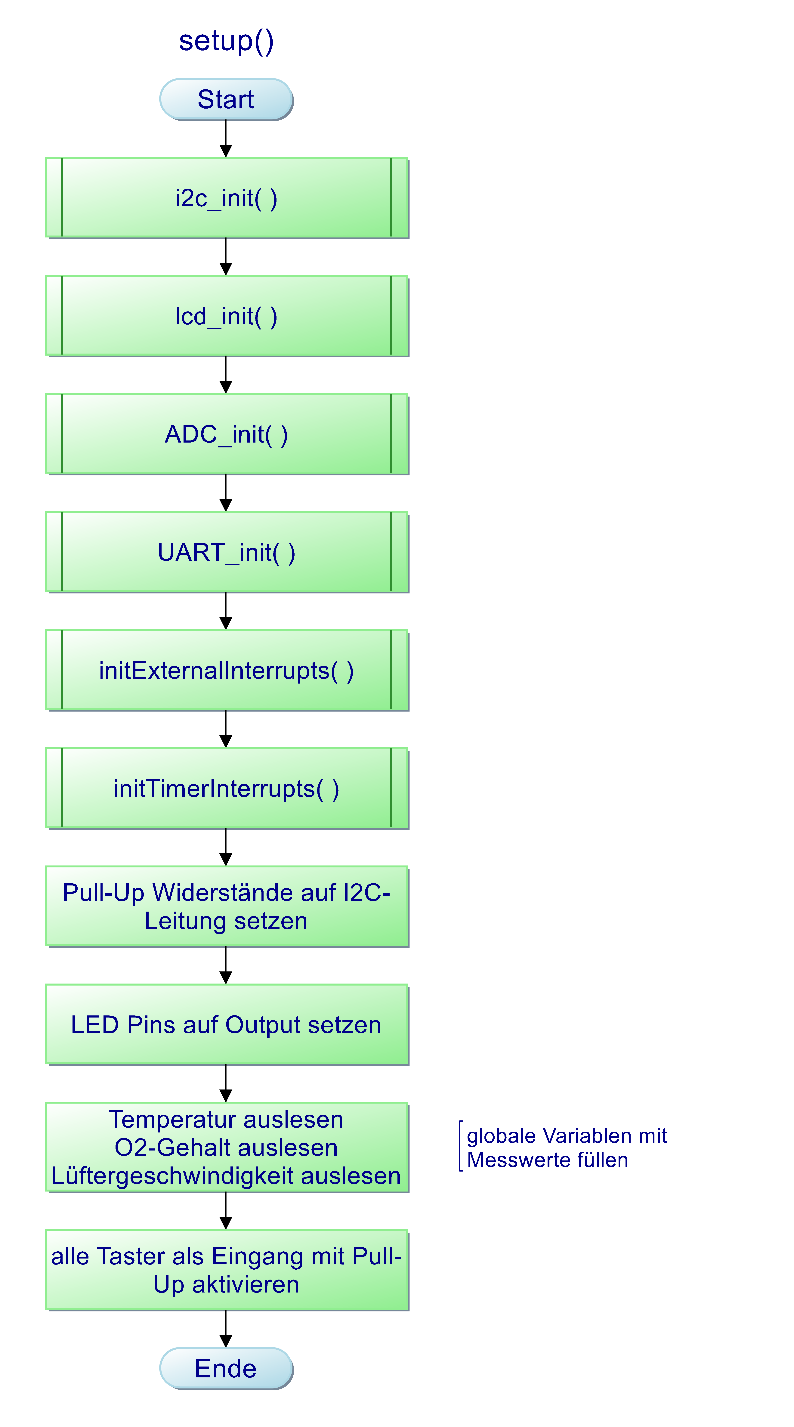 setup()
Start
i2c_init( )
lcd_init( )
ADC_init( )
UART_init( )
initExternalInterrupts( )
initTimerInterrupts( )
Pull-Up Widerstände auf I2C-
Leitung setzen
LED Pins auf Output setzen
Temperatur auslesen
O2-Gehalt auslesen
Lüftergeschwindigkeit auslesen
globale Variablen mit
Messwerte füllen
alle Taster als Eingang mit Pull-
Up aktivieren
Ende